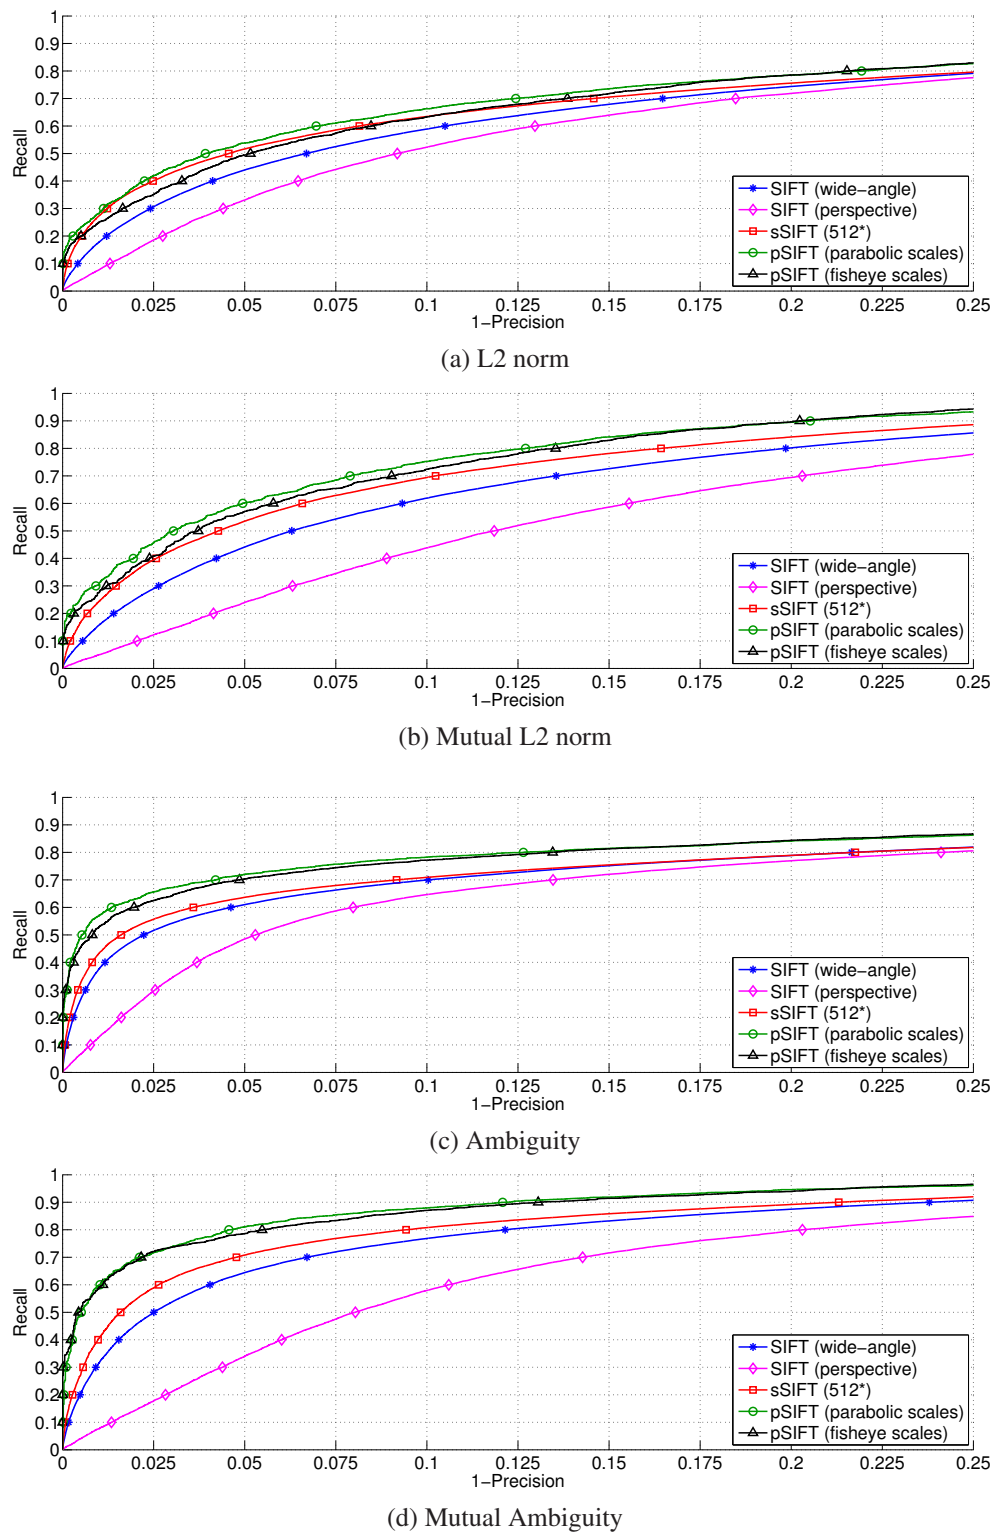 1
0.9
0.8
0.7
0.6
0.5
0.4
0.3
0.2
0.1
0
Recall
SIFT (wide-angle)
SIFT (perspective)
sSIFT (512*)
pSIFT (parabolic scales)
pSIFT (fisheye scales)
0 0.025 0.05 0.075 0.1 0.125 0.15 0.175 0.2 0.225 0.25
1-Precision
(a) L2 norm
1
0.9
0.8
0.7
0.6
0.5
0.4
0.3
0.2
0.1
0
Recall
SIFT (wide-angle)
SIFT (perspective)
sSIFT (512*)
pSIFT (parabolic scales)
pSIFT (fisheye scales)
0 0.025 0.05 0.075 0.1 0.125 0.15 0.175 0.2 0.225 0.25
1-Precision
(b) Mutual L2 norm
1
0.9
0.8
0.7
0.6
0.5
0.4
0.3
0.2
0.1
0
Recall
SIFT (wide-angle)
SIFT (perspective)
sSIFT (512*)
pSIFT (parabolic scales)
pSIFT (fisheye scales)
0 0.025 0.05 0.075 0.1 0.125 0.15 0.175 0.2 0.225 0.25
1-Precision
(c) Ambiguity
1
0.9
0.8
0.7
0.6
0.5
0.4
0.3
0.2
0.1
0
Recall
SIFT (wide-angle)
SIFT (perspective)
sSIFT (512*)
pSIFT (parabolic scales)
pSIFT (fisheye scales)
0 0.025 0.05 0.075 0.1 0.125 0.15 0.175 0.2 0.225 0.25
1-Precision
(d) Mutual Ambiguity